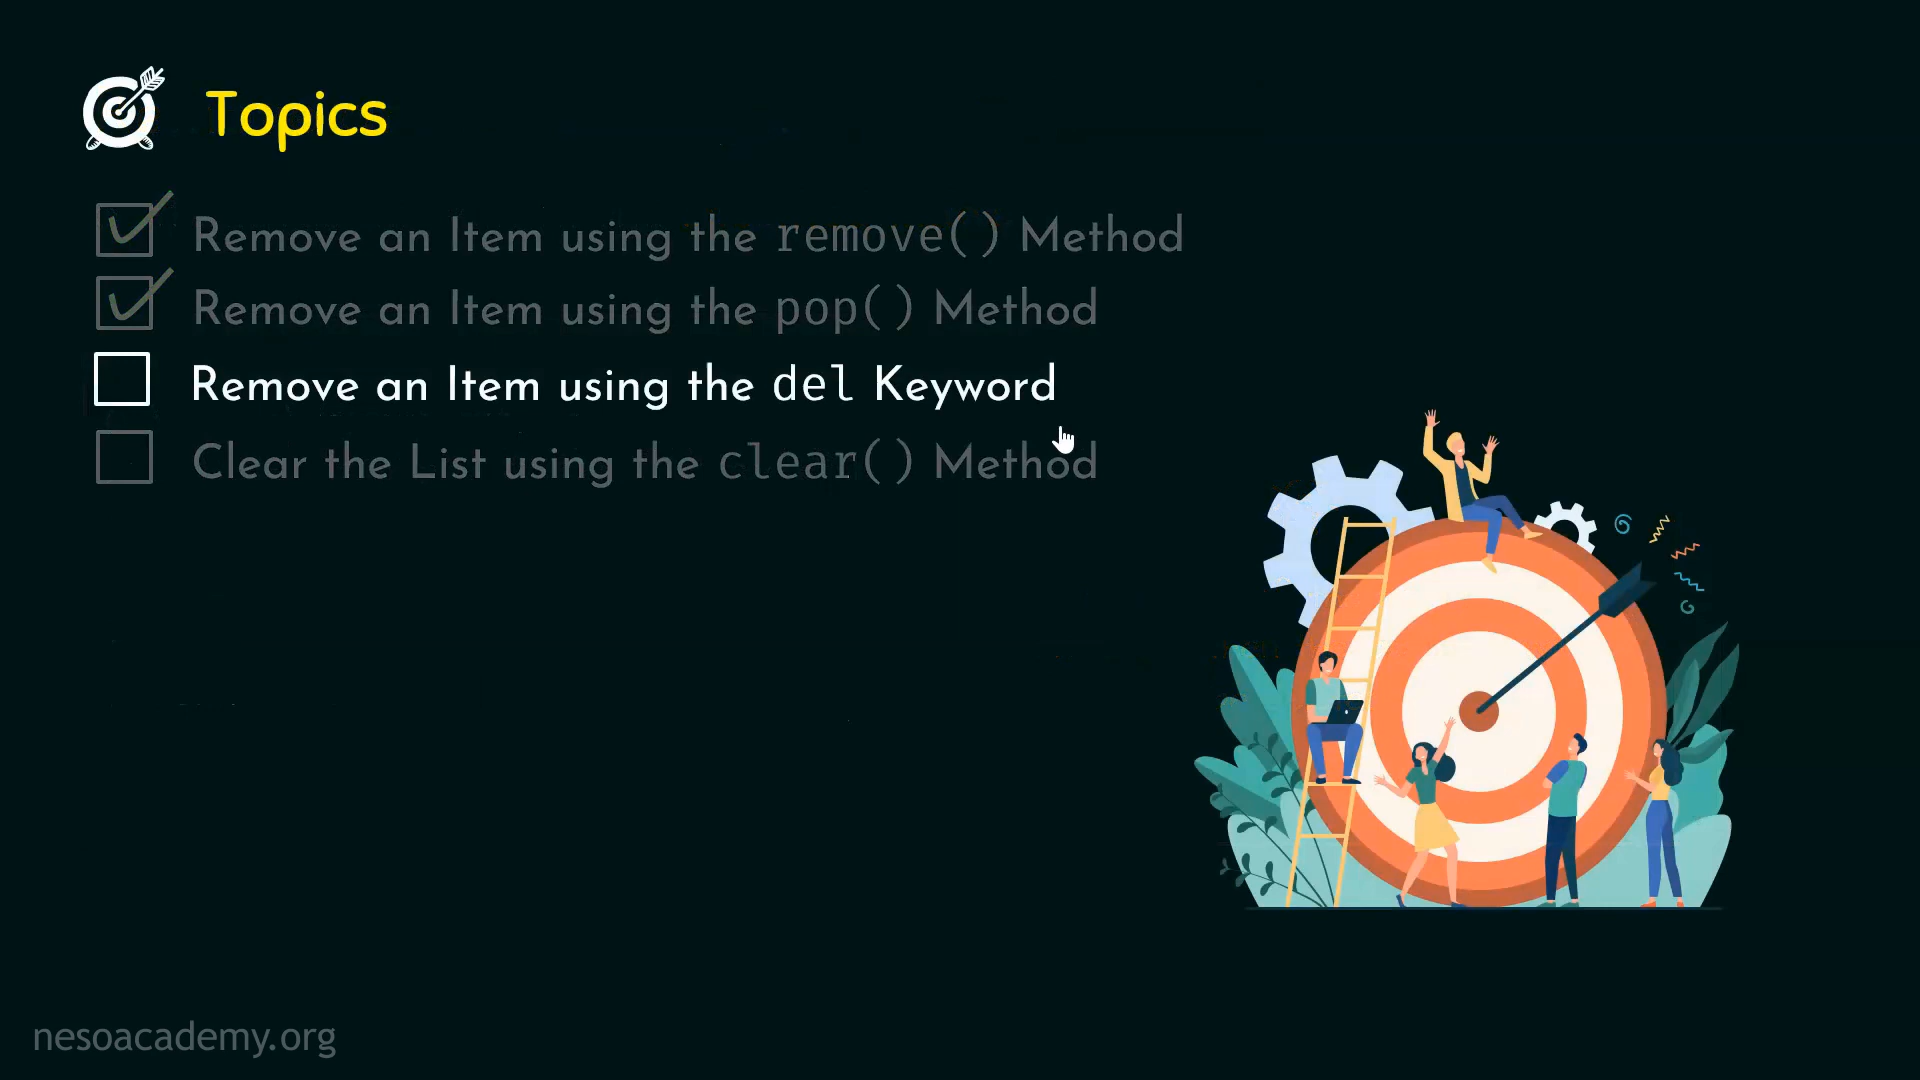 Topics
Remove an Item using the remove() Method
Remove an Item using the pop() Method
Remove an Item using the del Keyword
Clear the List using the clear() Method
nesoacademy.org